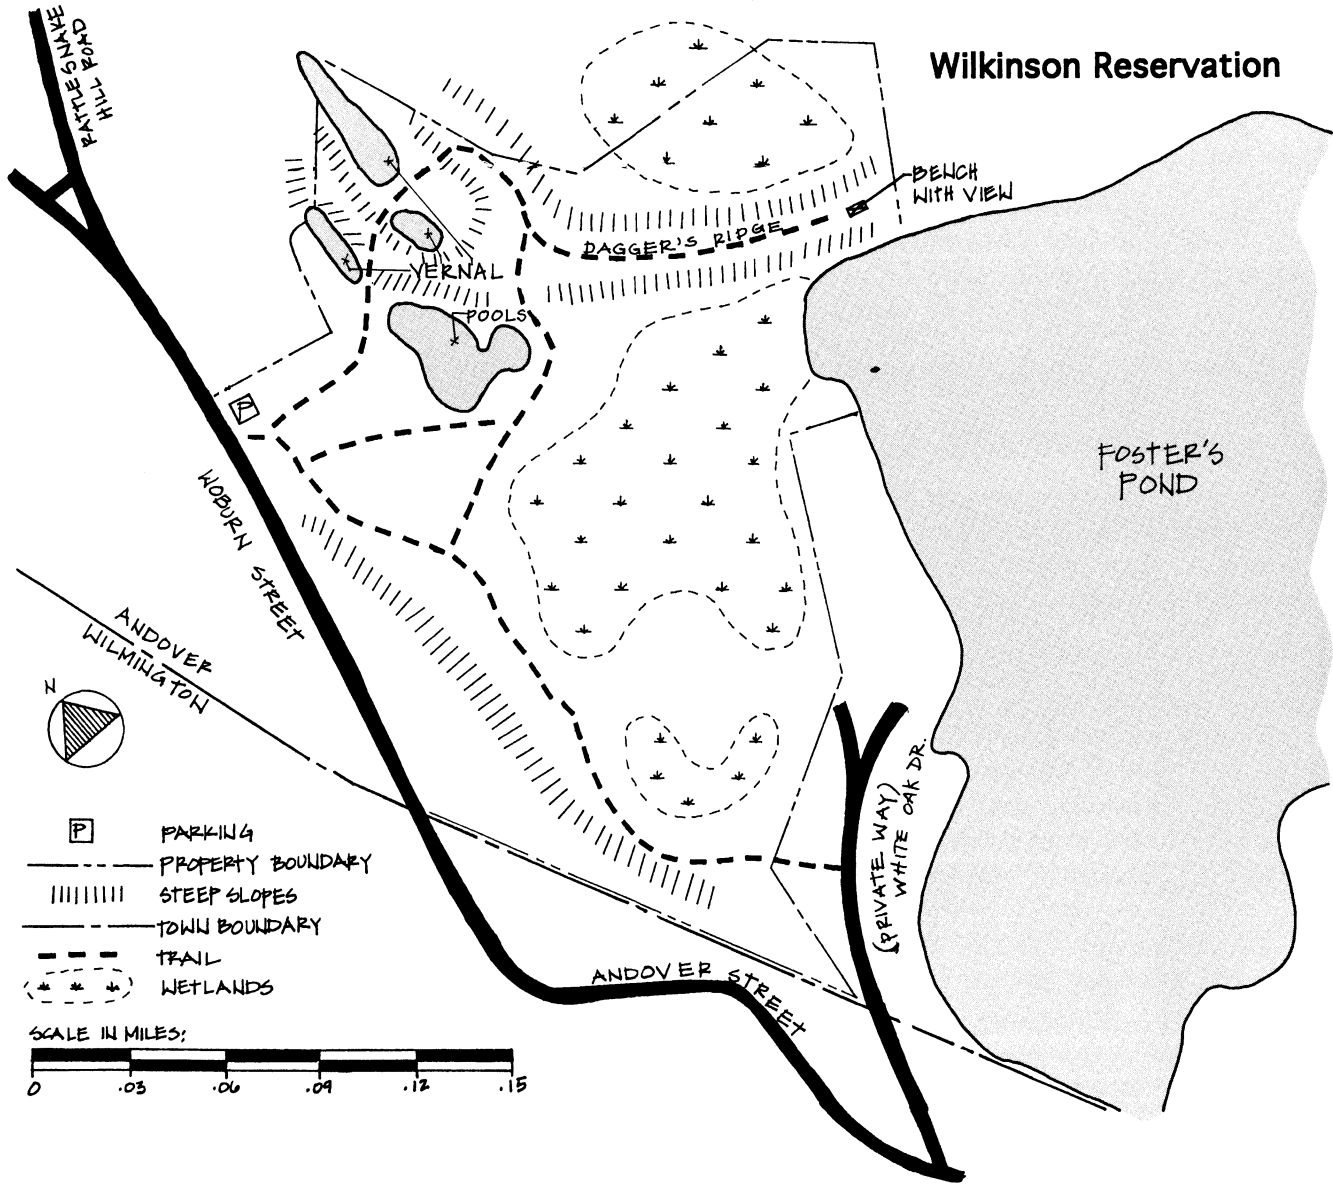 Wilkinson Reservation
RATTLESNAKE
HILL ROAD
BENCH
WITH VIEW
DAGGER'S RIDGE
VERNAL
POOLS
P
FOSTER'S
POND
WOBURN STREET
ANDOVER
WILMINGTON
N
(PRIVATE WAY)
WHITE OAK DR.
P PARKING
PROPERTY BOUNDARY
STEEP SLOPES
TOWN BOUNDARY
TRAIL
WETLANDS
ANDOVER STREET
SCALE IN MILES:
0 .03 .06 .09 .12 .15